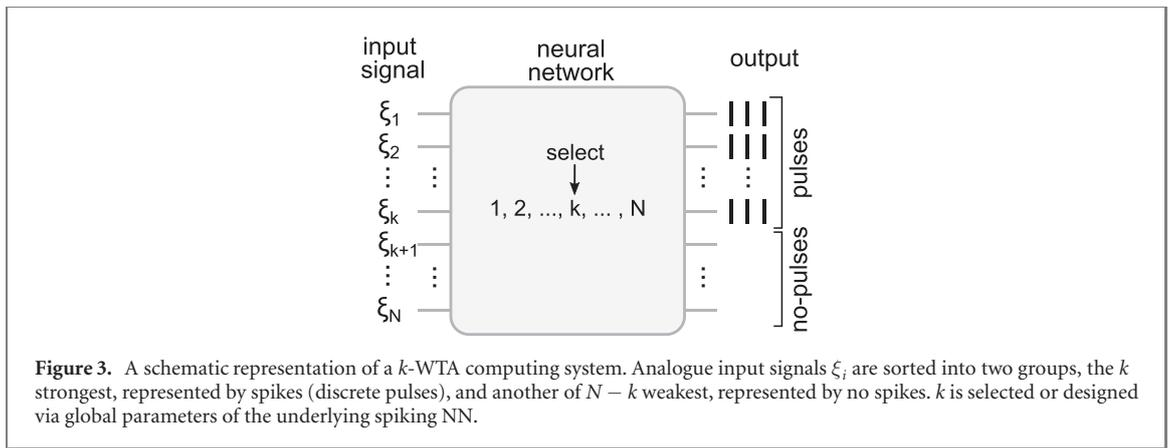 input
signal
neural
network
output
ξ1
ξ2
⋮
ξk
ξk+1
⋮
ξN
select
1, 2, ..., k, ... , N
pulses
no-pulses
Figure 3. A schematic representation of a k-WTA computing system. Analogue input signals ξi are sorted into two groups, the k
strongest, represented by spikes (discrete pulses), and another of N − k weakest, represented by no spikes. k is selected or designed
via global parameters of the underlying spiking NN.